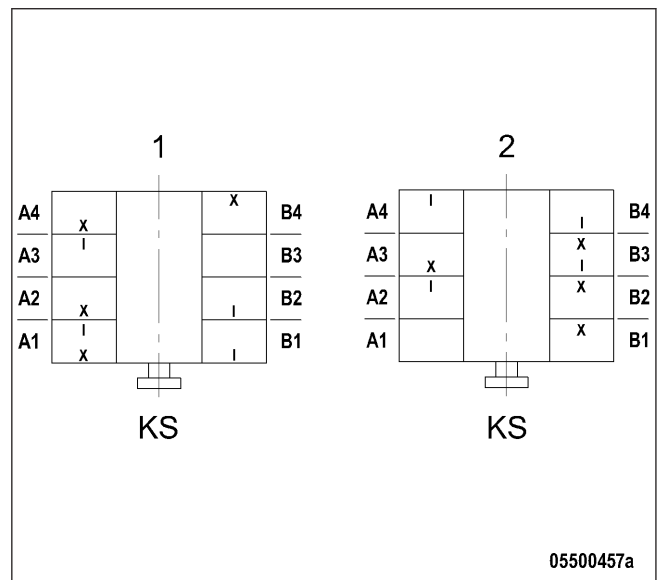 1 2
A4 X X B4 A4 I I B4
A3 I B3 A3 X X I B3
A2 X I B2 A2 I X B2
A1 I X I B1 A1 X B1
KS KS
05500457a